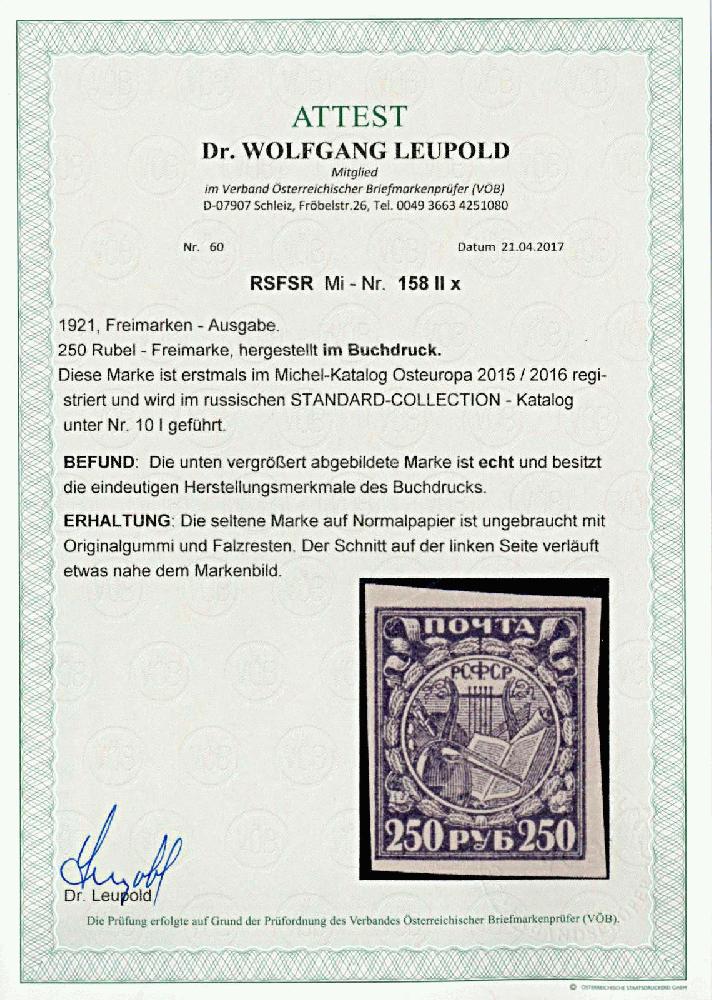 ATTEST
Dr. WOLFGANG LEUPOLD
Mitglied
im Verband Österreichischer Briefmarkenprüfer (VÖB)
D-07907 Schleiz, Fröbelstr.26, Tel. 0049 3663 4251080
Nr. 60 Datum 21.04.2017
RSFSR Mi - Nr. 158 II x
1921, Freimarken - Ausgabe.
250 Rubel - Freimarke, hergestellt im Buchdruck.
Diese Marke ist erstmals im Michel-Katalog Osteuropa 2015 / 2016 regi-
striert und wird im russischen STANDARD-COLLECTION - Katalog
unter Nr. 10 I geführt.
BEFUND: Die unten vergrößert abgebildete Marke ist echt und besitzt
die eindeutigen Herstellungsmerkmale des Buchdrucks.
ERHALTUNG: Die seltene Marke auf Normalpapier ist ungebraucht mit
Originalgummi und Falzresten. Der Schnitt auf der linken Seite verläuft
etwas nahe dem Markenbild.
ПОЧТА
РСФСР
250 РУБ 250
Dr. Leupold
Die Prüfung erfolgte auf Grund der Prüfordnung des Verbandes Österreichischer Briefmarkenprüfer (VÖB).
© ÖSTERREICHISCHE STAATSDRUCKEREI GMBH